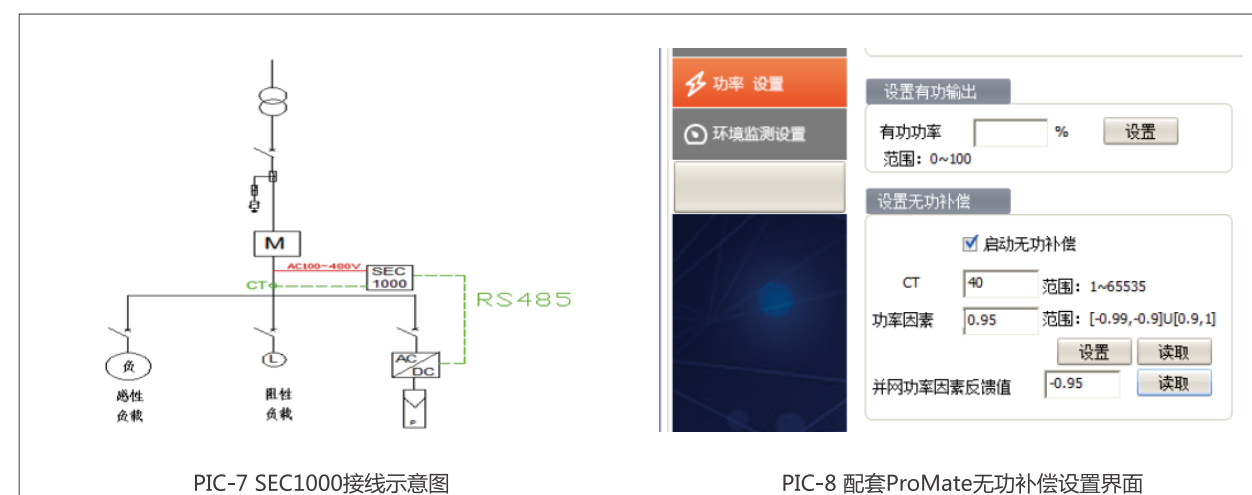 M
AC100~480V
SEC
1000
CT
RS485
负
感性
负载
L
阻性
负载
AC
DC
P
PIC-7 SEC1000接线示意图
功率 设置
环境监测设置
设置有功输出
有功功率 % 设置
范围：0~100
设置无功补偿
启动无功补偿
CT 40 范围：1~65535
功率因素 0.95 范围：[-0.99,-0.9]U[0.9,1]
设置 读取
并网功率因素反馈值 -0.95 读取
PIC-8 配套ProMate无功补偿设置界面